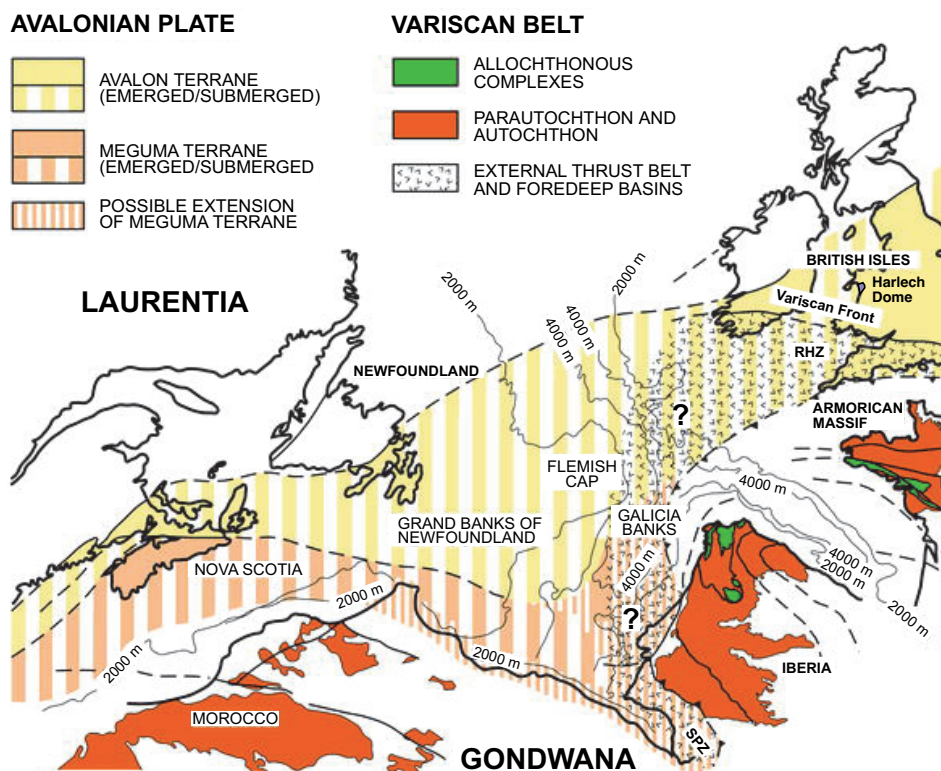 AVALONIAN PLATE
AVALON TERRANE
(EMERGED/SUBMERGED)
MEGUMA TERRANE
(EMERGED/SUBMERGED
POSSIBLE EXTENSION
OF MEGUMA TERRANE
VARISCAN BELT
ALLOCHTHONOUS
COMPLEXES
PARAUTOCHTHON AND
AUTOCHTHON
EXTERNAL THRUST BELT
AND FOREDEEP BASINS
LAURENTIA
2000 m
4000 m
4000 m
2000 m
BRITISH ISLES
Harlech
Dome
Variscan Front
RHZ
NEWFOUNDLAND
ARMORICAN
MASSIF
?
FLEMISH
CAP
4000 m
GRAND BANKS OF
NEWFOUNDLAND
GALICIA
BANKS
NOVA SCOTIA
4000 m
4000 m
2000 m
2000 m
2000 m
2000 m
?
2000 m
IBERIA
MOROCCO
SPZ
GONDWANA